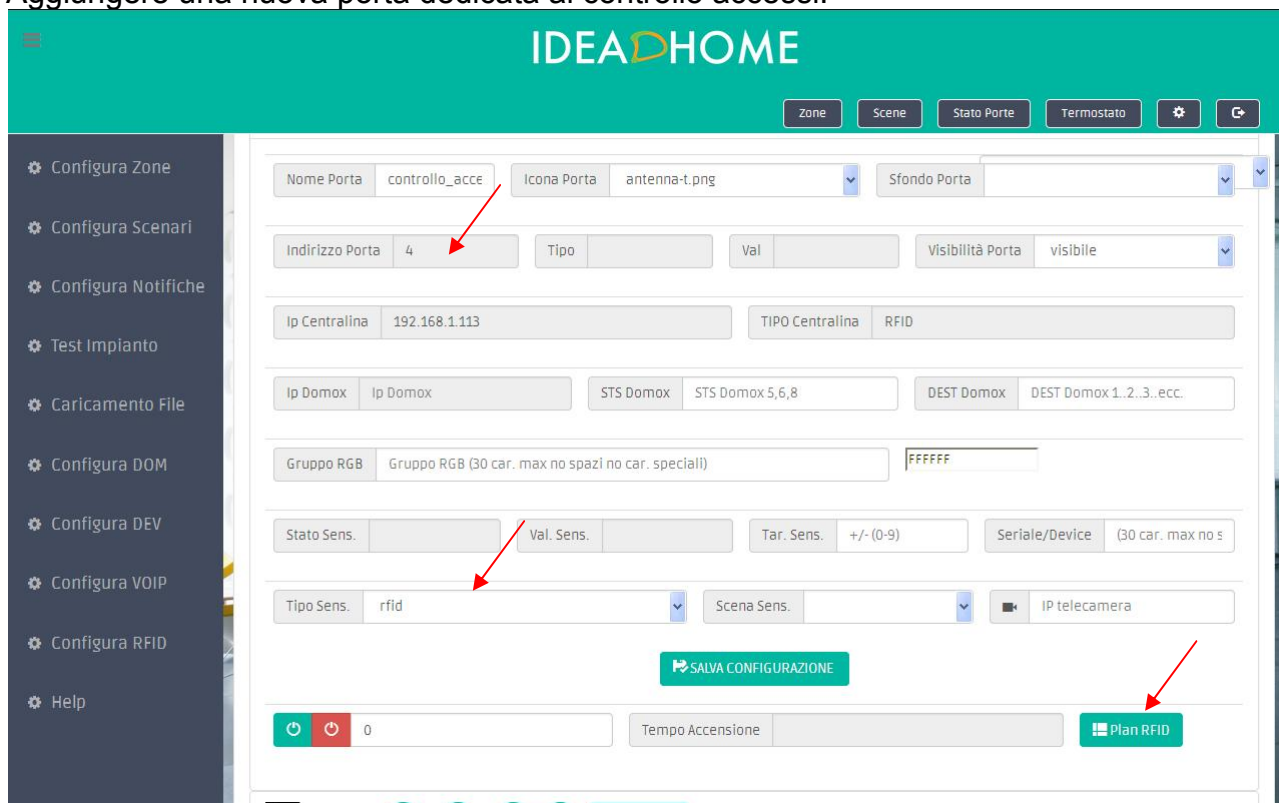 Aggiungere una nuova porta dedicata al controllo accessi.
IDEADHOME
Zone Scene Stato Porte Termostato
Configura Zone
Configura Scenari
Configura Notifiche
Test Impianto
Caricamento File
Configura DOM
Configura DEV
Configura VOIP
Configura RFID
Help
Nome Porta controllo_acce Icona Porta antenna-t.png Sfondo Porta
Indirizzo Porta 4 Tipo Val Visibilità Porta visibile
Ip Centralina 192.168.1.113 TIPO Centralina RFID
Ip Domox Ip Domox STS Domox STS Domox 5,6,8 DEST Domox DEST Domox 1..2..3..ecc.
Gruppo RGB Gruppo RGB (30 car. max no spazi no car. speciali) FFFFFF
Stato Sens. Val. Sens. Tar. Sens. +/- (0-9) Seriale/Device (30 car. max no s
Tipo Sens. rfid Scena Sens. IP telecamera
SALVA CONFIGURAZIONE
0 Tempo Accensione Plan RFID